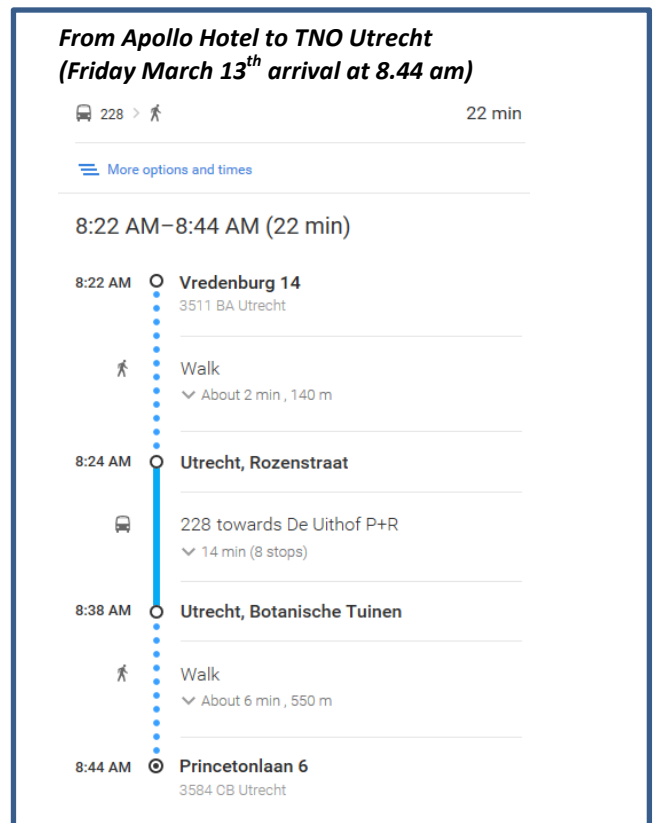 From Apollo Hotel to TNO Utrecht
(Friday March 13th arrival at 8.44 am)
228 > 22 min
More options and times
8:22 AM–8:44 AM (22 min)
8:22 AM Vredenburg 14
3511 BA Utrecht
Walk
About 2 min , 140 m
8:24 AM Utrecht, Rozenstraat
228 towards De Uithof P+R
14 min (8 stops)
8:38 AM Utrecht, Botanische Tuinen
Walk
About 6 min , 550 m
8:44 AM Princetonlaan 6
3584 CB Utrecht